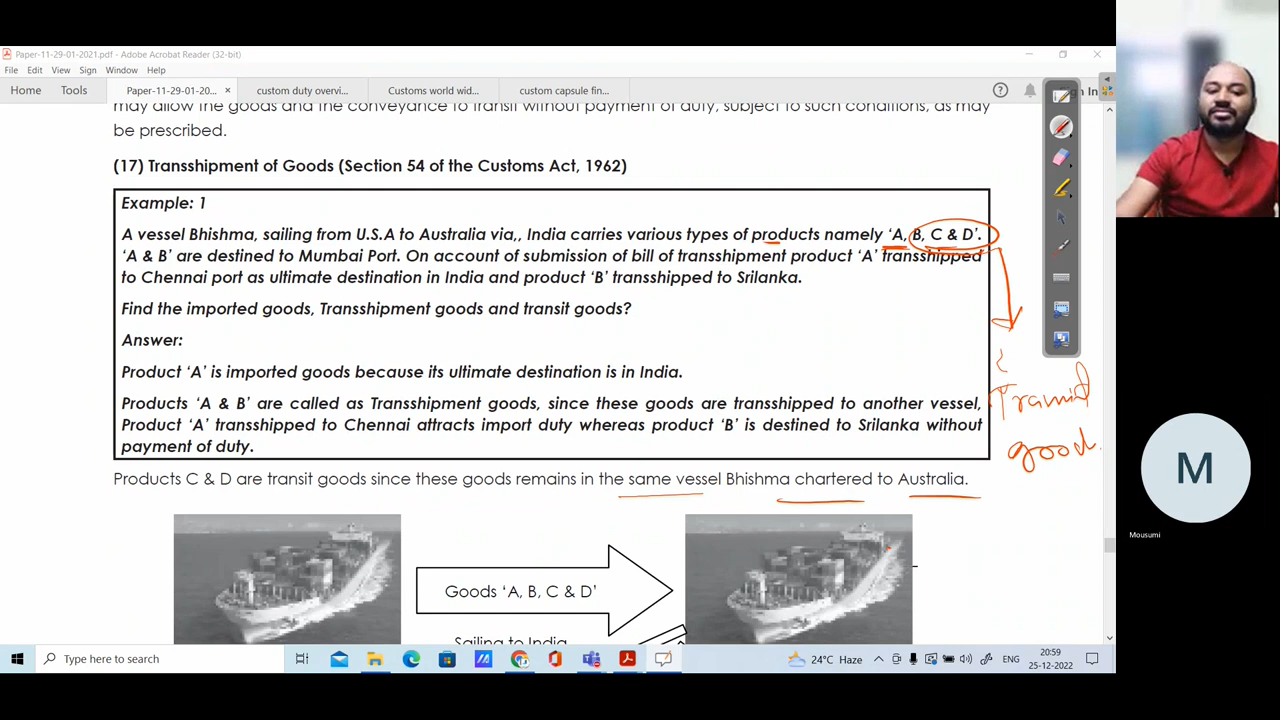 Paper-11-29-01-2021.pdf - Adobe Acrobat Reader (32-bit)
File Edit View Sign Window Help
Home Tools Paper-11-29-01-20... × custom duty overvi... Customs world wid... custom capsule fin... Sign In
may allow the goods and the conveyance to transit without payment of duty, subject to such conditions, as may
be prescribed.
(17) Transshipment of Goods (Section 54 of the Customs Act, 1962)
Example: 1
A vessel Bhishma, sailing from U.S.A to Australia via,, India carries various types of products namely ‘A, B, C & D’.
‘A & B’ are destined to Mumbai Port. On account of submission of bill of transshipment product ‘A’ transshipped
to Chennai port as ultimate destination in India and product ‘B’ transshipped to Srilanka.
Find the imported goods, Transshipment goods and transit goods?
Answer:
Product ‘A’ is imported goods because its ultimate destination is in India.
Products ‘A & B’ are called as Transshipment goods, since these goods are transshipped to another vessel,
Product ‘A’ transshipped to Chennai attracts import duty whereas product ‘B’ is destined to Srilanka without
payment of duty.
good
Products C & D are transit goods since these goods remains in the same vessel Bhishma chartered to Australia.
Goods ‘A, B, C & D’
Sailing to India
M
Mousumi
Type here to search
24°C Haze
ENG
20:59
25-12-2022